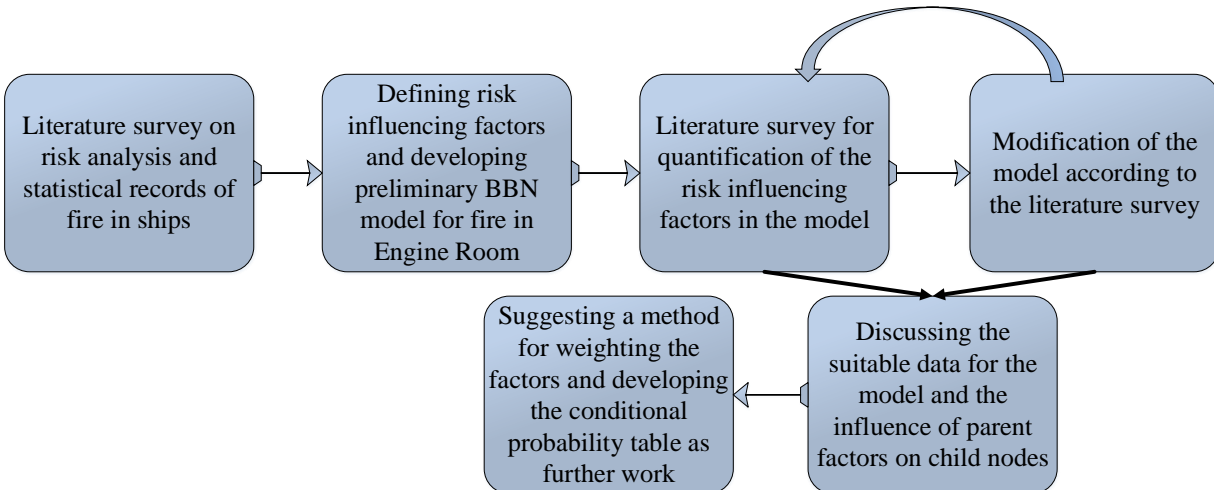 Literature survey on
risk analysis and
statistical records of
fire in ships
Defining risk
influencing factors
and developing
preliminary BBN
model for fire in
Engine Room
Literature survey for
quantification of the
risk influencing
factors in the model
Modification of the
model according to
the literature survey
Discussing the
suitable data for the
model and the
influence of parent
factors on child nodes
Suggesting a method
for weighting the
factors and developing
the conditional
probability table as
further work